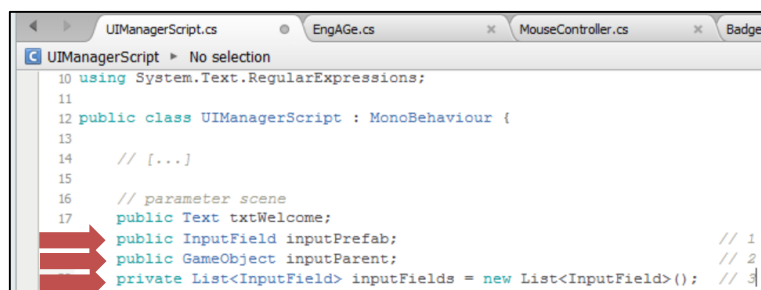 UIManagerScript.cs EngAGe.cs MouseController.cs Badge
C UIManagerScript No selection
10 using System.Text.RegularExpressions;
11
12 public class UIManagerScript : MonoBehaviour {
13
14 // [...]
15
16 // parameter scene
17 public Text txtWelcome;
public InputField inputPrefab; // 1
public GameObject inputParent; // 2
private List<InputField> inputFields = new List<InputField>(); // 3